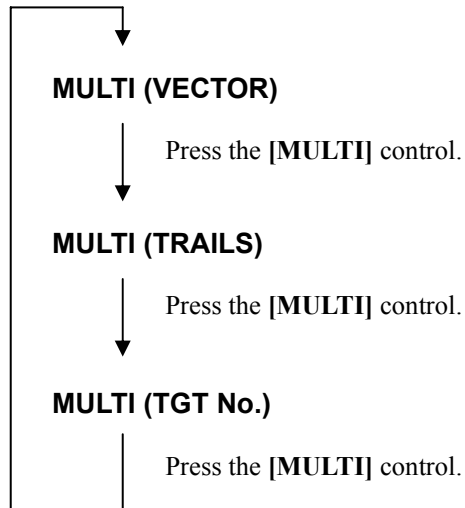 MULTI (VECTOR)
Press the [MULTI] control.
MULTI (TRAILS)
Press the [MULTI] control.
MULTI (TGT No.)
Press the [MULTI] control.